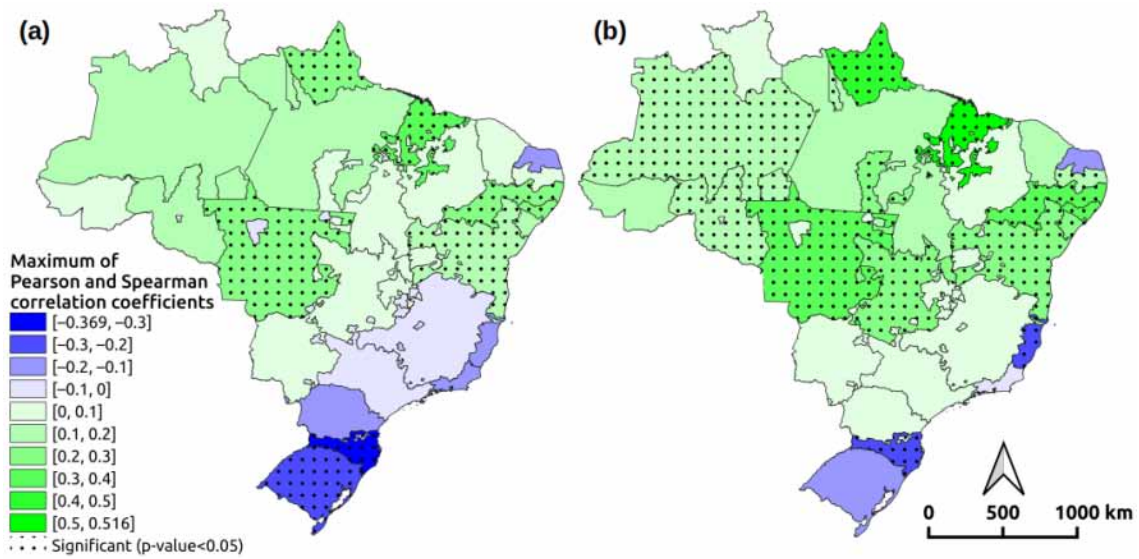 (a)
(b)
Maximum of
Pearson and Spearman
correlation coefficients
[−0.369, −0.3]
[−0.3, −0.2]
[−0.2, −0.1]
[−0.1, 0]
[0, 0.1]
[0.1, 0.2]
[0.2, 0.3]
[0.3, 0.4]
[0.4, 0.5]
[0.5, 0.516]
Significant (p-value<0.05)
0 500 1000 km